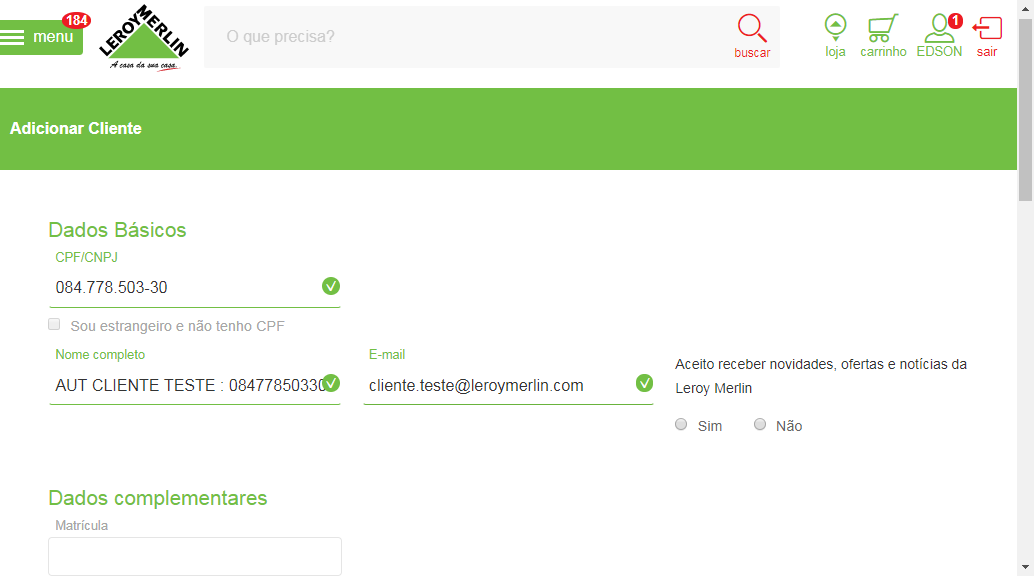 184
menu
LEROY MERLIN
A casa da sua casa.
O que precisa?
buscar
loja
carrinho
1
EDSON
sair
Adicionar Cliente
Dados Básicos
CPF/CNPJ
084.778.503-30
Sou estrangeiro e não tenho CPF
Nome completo
AUT CLIENTE TESTE : 08477850330
E-mail
cliente.teste@leroymerlin.com
Aceito receber novidades, ofertas e notícias da
Leroy Merlin
Sim
Não
Dados complementares
Matrícula